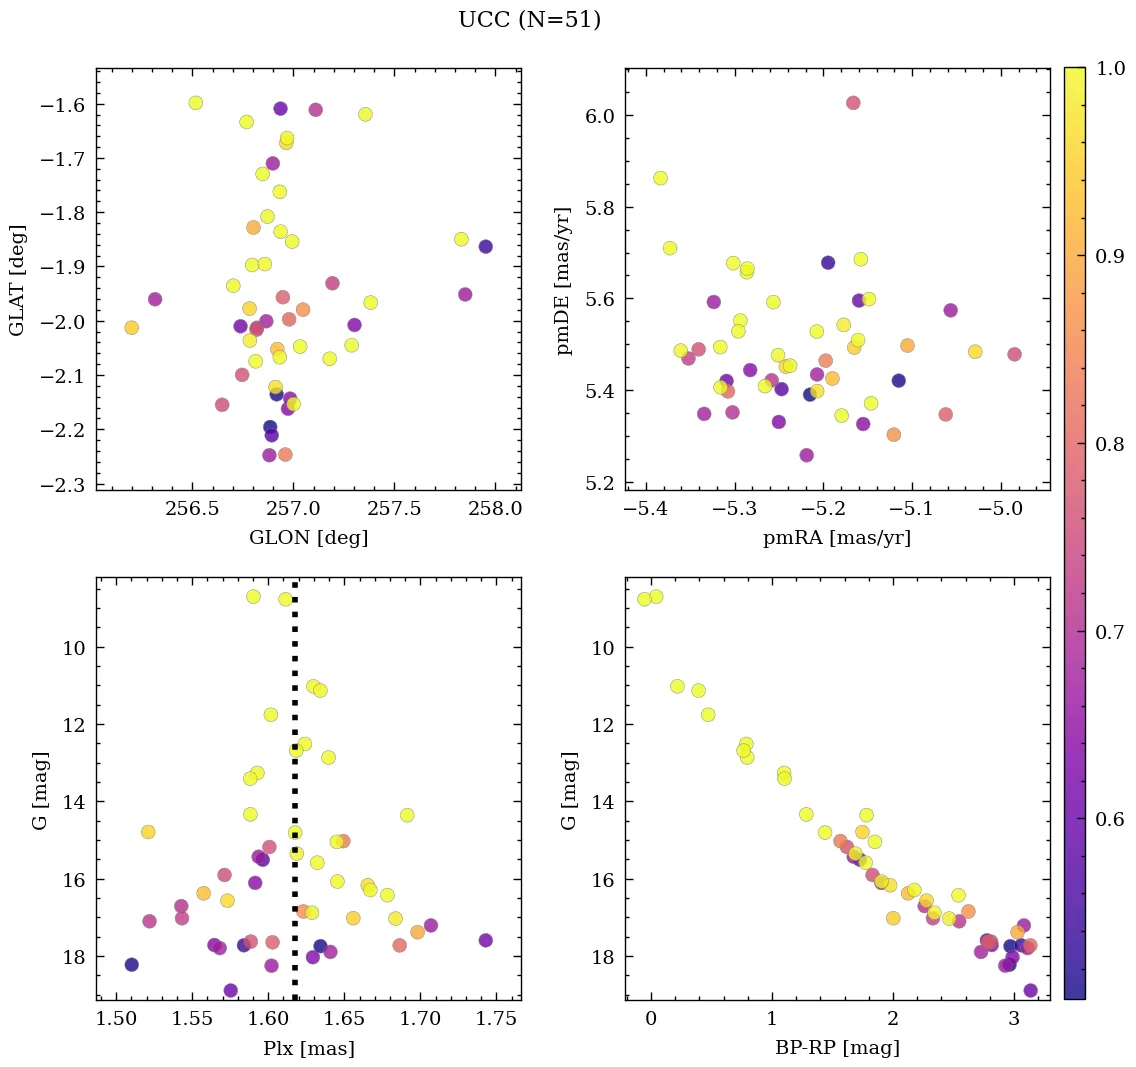 UCC (N=51)
−1.6
−1.7
−1.8
−1.9
−2.0
−2.1
−2.2
−2.3
GLAT [deg]
256.5 257.0 257.5 258.0
GLON [deg]
6.0
5.8
5.6
5.4
5.2
pmDE [mas/yr]
−5.4 −5.3 −5.2 −5.1 −5.0
pmRA [mas/yr]
10
12
14
16
18
G [mag]
1.50 1.55 1.60 1.65 1.70 1.75
Plx [mas]
10
12
14
16
18
G [mag]
0 1 2 3
BP-RP [mag]
1.0
0.9
0.8
0.7
0.6